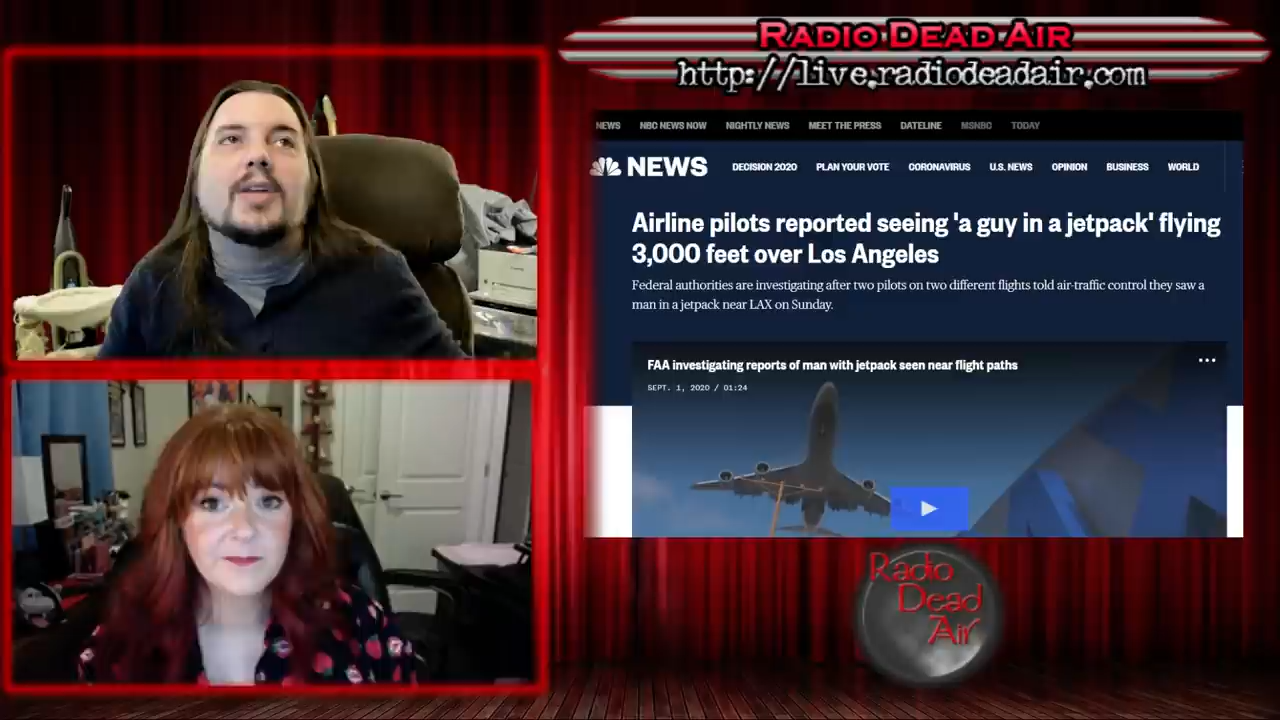 RADIO DEAD AIR
http://live.radiodeadair.com
NEWS NBC NEWS NOW NIGHTLY NEWS MEET THE PRESS DATELINE MSNBC TODAY
NEWS DECISION 2020 PLAN YOUR VOTE CORONAVIRUS U.S. NEWS OPINION BUSINESS WORLD
Airline pilots reported seeing 'a guy in a jetpack' flying
3,000 feet over Los Angeles
Federal authorities are investigating after two pilots on two different flights told air-traffic control they saw a
man in a jetpack near LAX on Sunday.
FAA investigating reports of man with jetpack seen near flight paths
SEPT. 1, 2020 / 01:24
Radio
Dead
Air